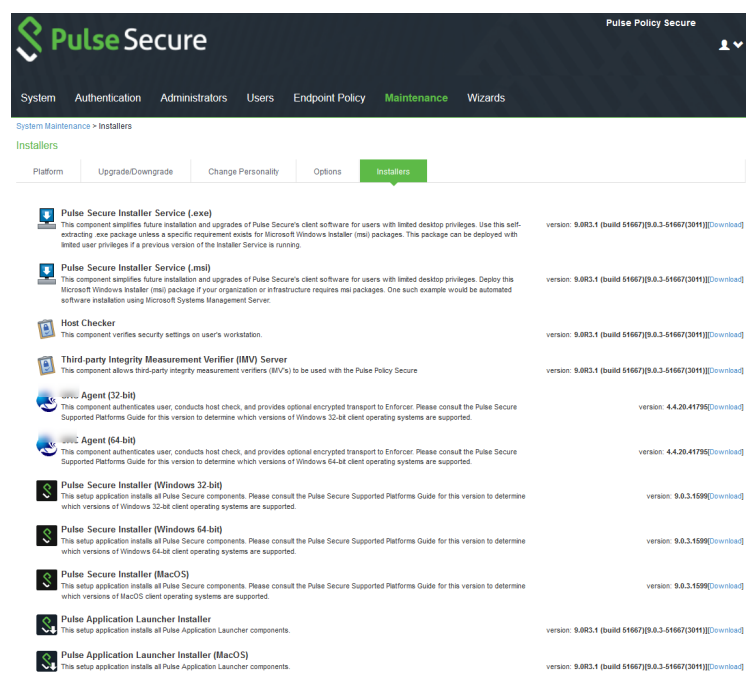 Pulse Secure
Pulse Policy Secure
System Authentication Administrators Users Endpoint Policy Maintenance Wizards
System Maintenance > Installers
Installers
Platform Upgrade/Downgrade Change Personality Options Installers
Pulse Secure Installer Service (.exe)
This component simplifies future installation and upgrades of Pulse Secure's client software for users with limited desktop privileges. Use this self-
extracting .exe package unless a specific requirement exists for Microsoft Windows Installer (msi) packages. This package can be deployed with
limited user privileges if a previous version of the Installer Service is running.
version: 9.0R3.1 (build 51667)[9.0.3-51667(3011)][Download]
Pulse Secure Installer Service (.msi)
This component simplifies future installation and upgrades of Pulse Secure's client software for users with limited desktop privileges. Deploy this
Microsoft Windows Installer (msi) package if your organization or infrastructure requires msi packages. One such example would be automated
software installation using Microsoft Systems Management Server.
version: 9.0R3.1 (build 51667)[9.0.3-51667(3011)][Download]
Host Checker
This component verifies security settings on user's workstation.
version: 9.0R3.1 (build 51667)[9.0.3-51667(3011)][Download]
Third-party Integrity Measurement Verifier (IMV) Server
This component allows third-party integrity measurement verifiers (IMV's) to be used with the Pulse Policy Secure
version: 9.0R3.1 (build 51667)[9.0.3-51667(3011)][Download]
Agent (32-bit)
This component authenticates user, conducts host check, and provides optional encrypted transport to Enforcer. Please consult the Pulse Secure
Supported Platforms Guide for this version to determine which versions of Windows 32-bit client operating systems are supported.
version: 4.4.20.41795[Download]
Agent (64-bit)
This component authenticates user, conducts host check, and provides optional encrypted transport to Enforcer. Please consult the Pulse Secure
Supported Platforms Guide for this version to determine which versions of Windows 64-bit client operating systems are supported.
version: 4.4.20.41795[Download]
Pulse Secure Installer (Windows 32-bit)
This setup application installs all Pulse Secure components. Please consult the Pulse Secure Supported Platforms Guide for this version to determine
which versions of Windows 32-bit client operating systems are supported.
version: 9.0.3.1599[Download]
Pulse Secure Installer (Windows 64-bit)
This setup application installs all Pulse Secure components. Please consult the Pulse Secure Supported Platforms Guide for this version to determine
which versions of Windows 64-bit client operating systems are supported.
version: 9.0.3.1599[Download]
Pulse Secure Installer (MacOS)
This setup application installs all Pulse Secure components. Please consult the Pulse Secure Supported Platforms Guide for this version to determine
which versions of MacOS client operating systems are supported.
version: 9.0.3.1599[Download]
Pulse Application Launcher Installer
This setup application installs all Pulse Application Launcher components.
version: 9.0R3.1 (build 51667)[9.0.3-51667(3011)][Download]
Pulse Application Launcher Installer (MacOS)
This setup application installs all Pulse Application Launcher components.
version: 9.0R3.1 (build 51667)[9.0.3-51667(3011)][Download]